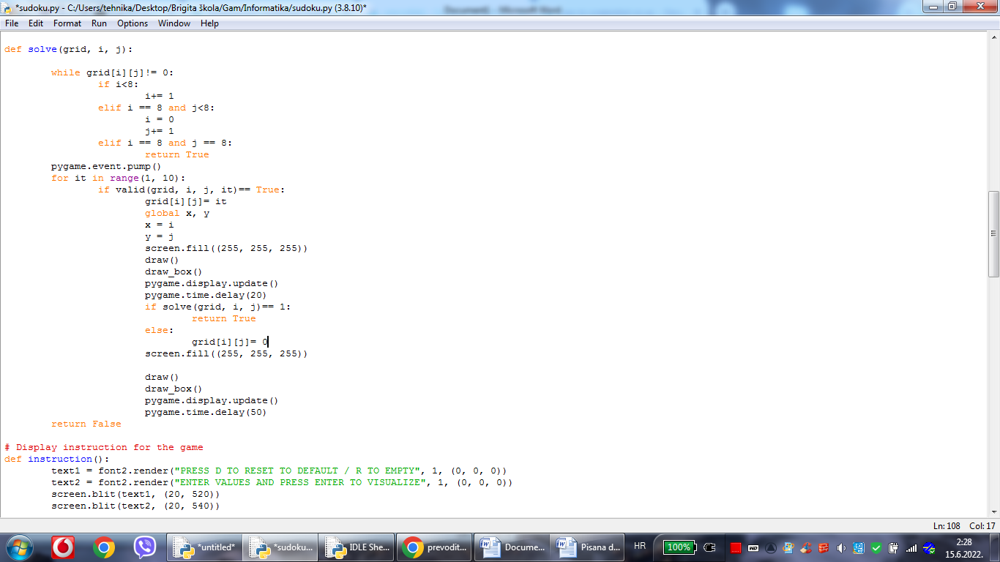 *sudoku.py - C:/Users/tehnika/Desktop/Brigita škola/Gam/Informatika/sudoku.py (3.8.10)*
File Edit Format Run Options Window Help
def solve(grid, i, j):
while grid[i][j]!= 0:
if i<8:
i+= 1
elif i == 8 and j<8:
i = 0
j+= 1
elif i == 8 and j == 8:
return True
pygame.event.pump()
for it in range(1, 10):
if valid(grid, i, j, it)== True:
grid[i][j]= it
global x, y
x = i
y = j
screen.fill((255, 255, 255))
draw()
draw_box()
pygame.display.update()
pygame.time.delay(20)
if solve(grid, i, j)== 1:
return True
else:
grid[i][j]= 0
screen.fill((255, 255, 255))
draw()
draw_box()
pygame.display.update()
pygame.time.delay(50)
return False
# Display instruction for the game
def instruction():
text1 = font2.render("PRESS D TO RESET TO DEFAULT / R TO EMPTY", 1, (0, 0, 0))
text2 = font2.render("ENTER VALUES AND PRESS ENTER TO VISUALIZE", 1, (0, 0, 0))
screen.blit(text1, (20, 520))
screen.blit(text2, (20, 540))
Ln: 108 Col: 17
*untitled* *sudoku... IDLE She... prevodit... Docume... Pisana d... HR 100% 2:28
15.6.2022.